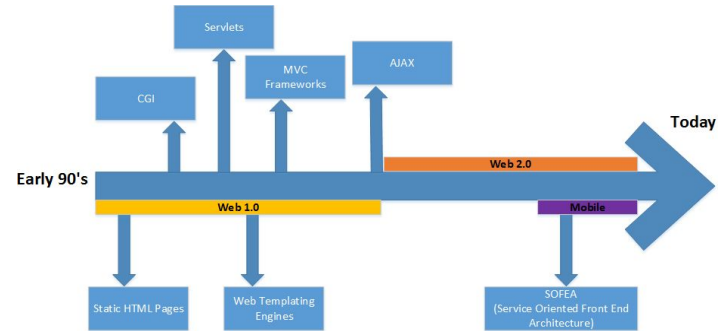 Servlets
MVC
Frameworks
AJAX
CGI
Today
Web 2.0
Early 90's
Web 1.0
Mobile
Static HTML Pages
Web Templating
Engines
SOFEA
(Service Oriented Front End
Architecture)